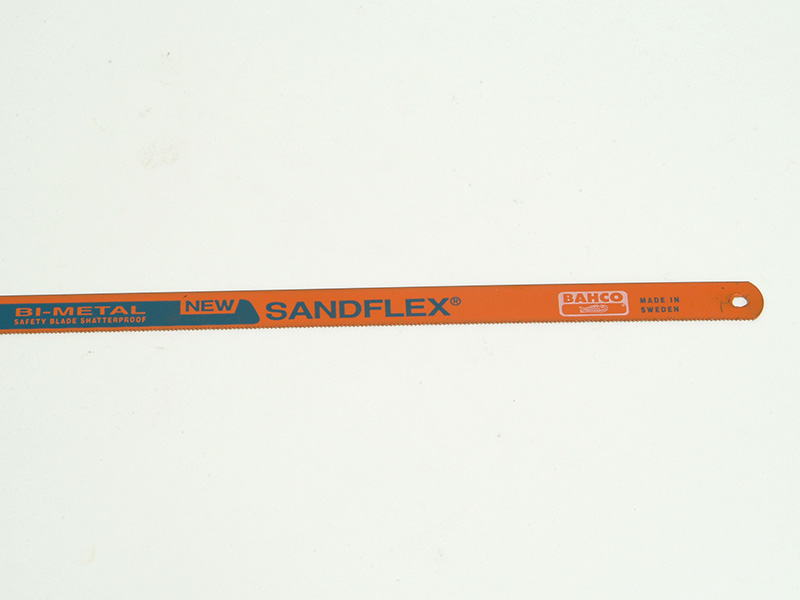 BI-METAL
SAFETY BLADE SHATTERPROOF
NEW
SANDFLEX®
BAHCO
MADE IN
SWEDEN